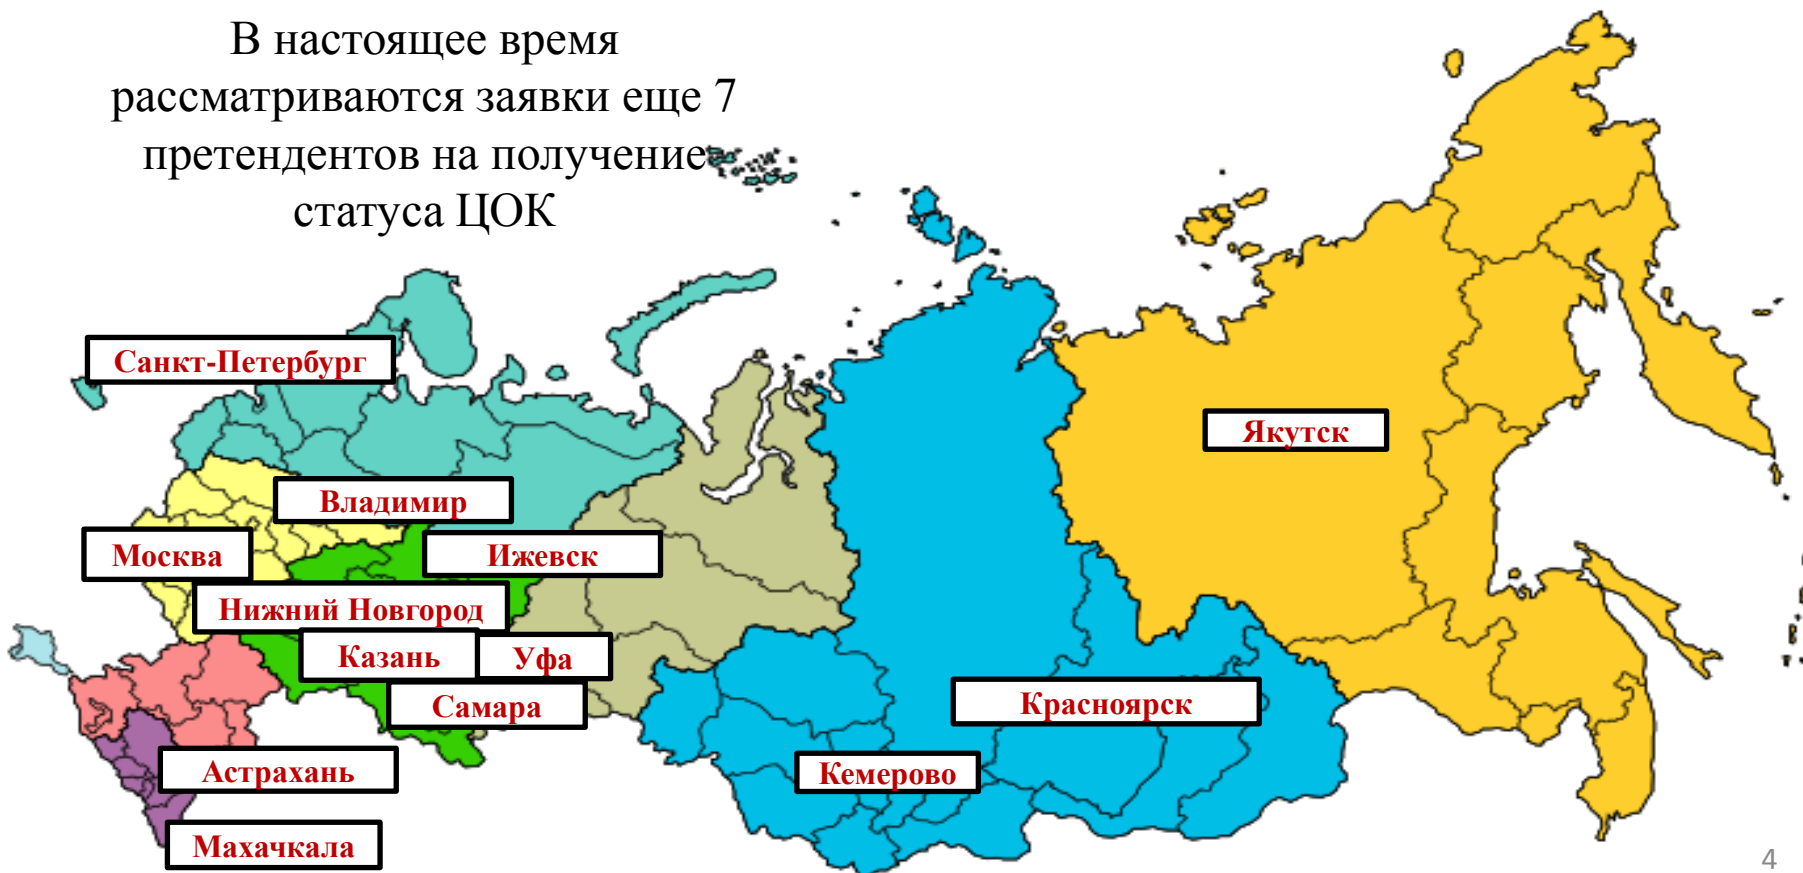 В настоящее время
рассматриваются заявки еще 7
претендентов на получение
статуса ЦОК
Санкт-Петербург
Якутск
Владимир
Москва
Ижевск
Нижний Новгород
Казань
Уфа
Самара
Красноярск
Астрахань
Кемерово
Махачкала
4